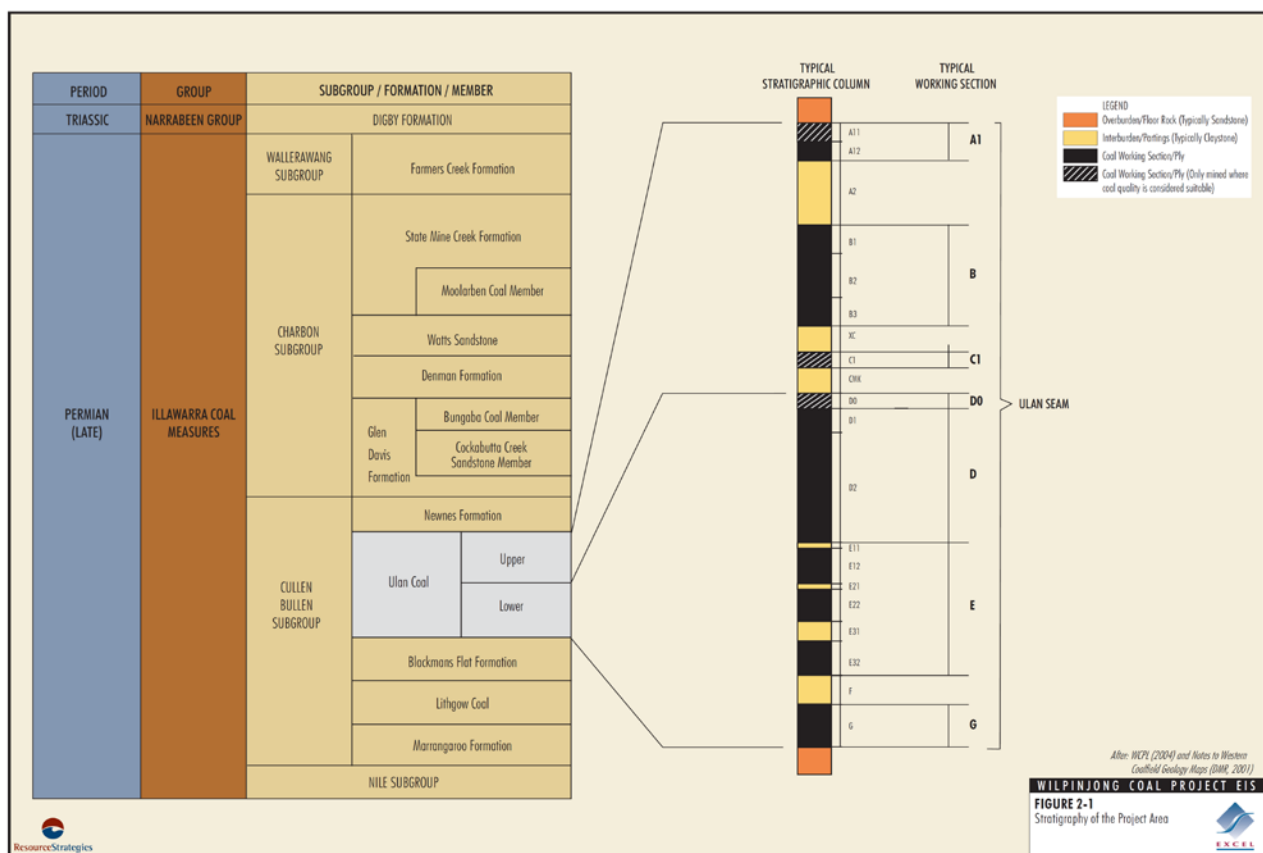 PERIOD
GROUP
SUBGROUP / FORMATION / MEMBER
TRIASSIC
NARRABEEN GROUP
DIGBY FORMATION
PERMIAN
(LATE)
ILLAWARRA COAL
MEASURES
WALLERAWANG
SUBGROUP
Farmers Creek Formation
CHARBON
SUBGROUP
State Mine Creek Formation
Moolarben Coal Member
Watts Sandstone
Denman Formation
Glen
Davis
Formation
Bungaba Coal Member
Cockabutta Creek
Sandstone Member
CULLEN
BULLEN
SUBGROUP
Newnes Formation
Ulan Coal
Upper
Lower
Blackmans Flat Formation
Lithgow Coal
Marrangaroo Formation
NILE SUBGROUP
TYPICAL
STRATIGRAPHIC COLUMN
TYPICAL
WORKING SECTION
A11
A12
A2
B1
B2
B3
XC
C1
CMK
D0
D1
D2
E11
E12
E21
E22
E31
E32
F
G
A1
B
C1
D0
D
E
G
ULAN SEAM
LEGEND
Overburden/Floor Rock (Typically Sandstone)
Interburden/Partings (Typically Claystone)
Coal Working Section/Ply
Coal Working Section/Ply (Only mined where
coal quality is considered suitable)
After: WCPL (2004) and Notes to Western
Coalfield Geology Maps (DMR, 2001)
WILPINJONG COAL PROJECT EIS
FIGURE 2-1
Stratigraphy of the Project Area
EXCEL
ResourceStrategies